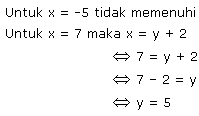 Untuk x = -5 tidak memenuhi
Untuk x = 7 maka x = y + 2
⇔ 7 = y + 2
⇔ 7 - 2 = y
⇔ y = 5